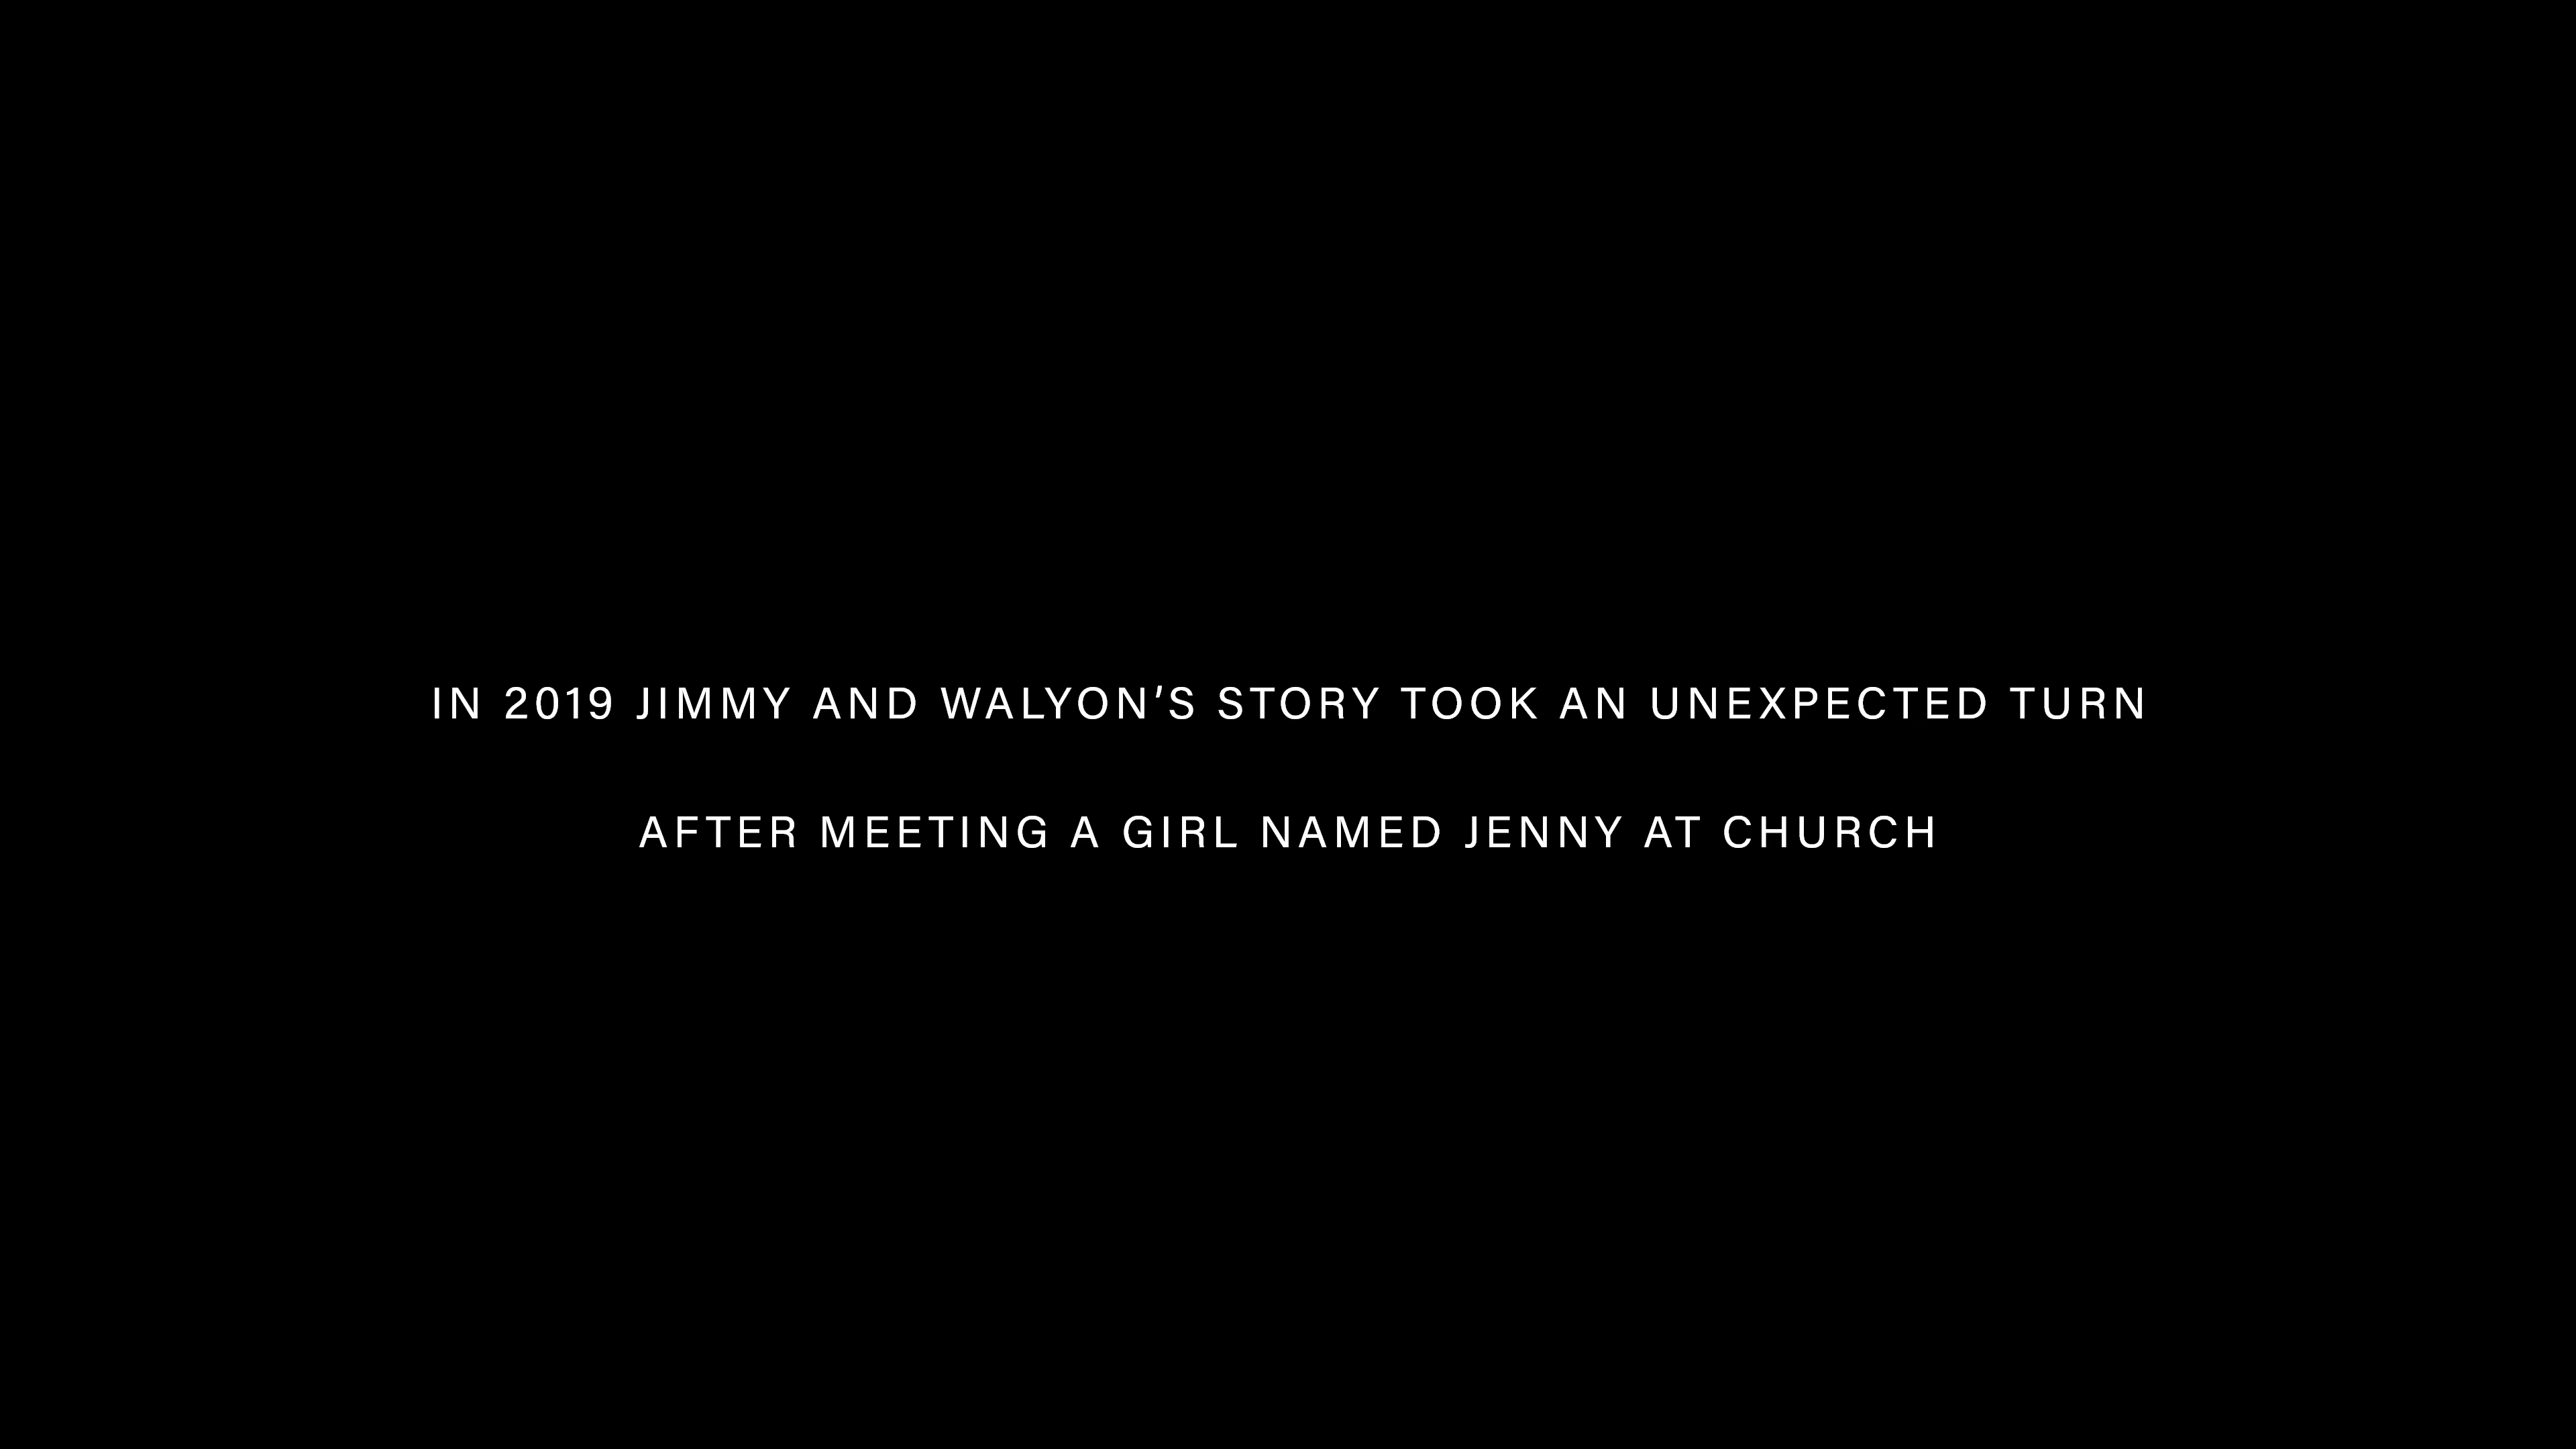 IN 2019 JIMMY AND WALYON’S STORY TOOK AN UNEXPECTED TURN
AFTER MEETING A GIRL NAMED JENNY AT CHURCH